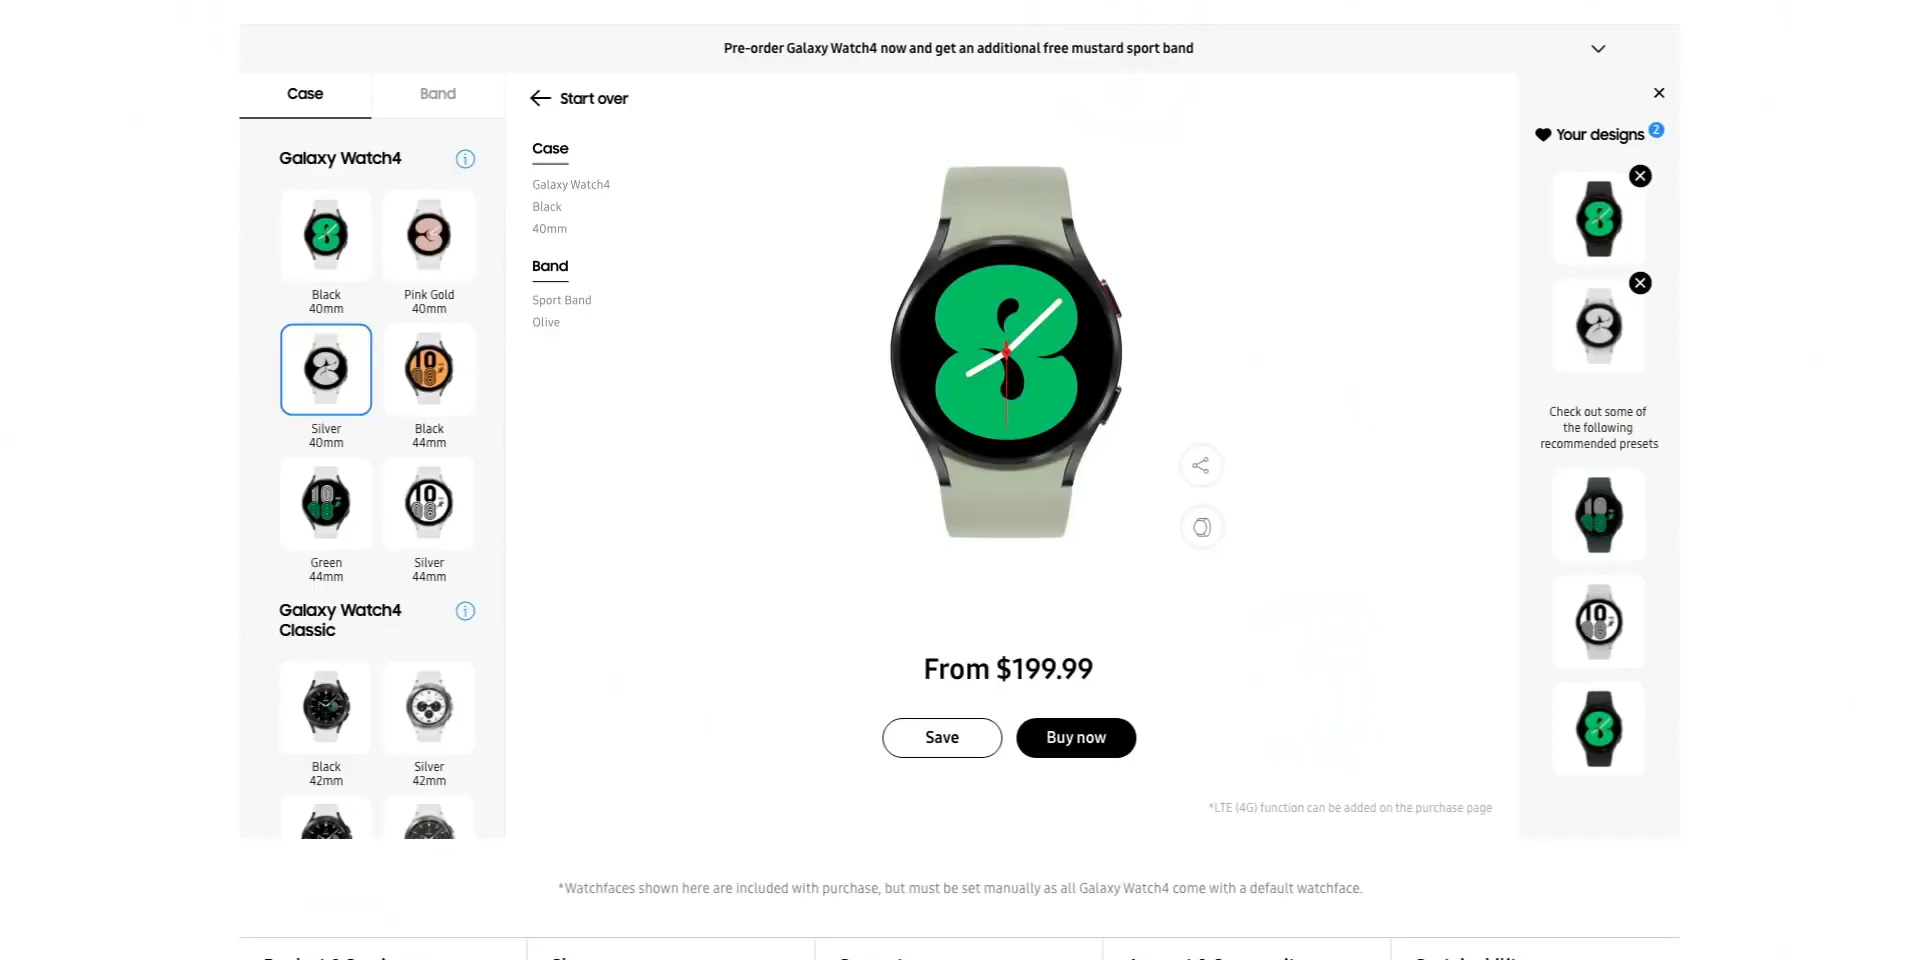 Pre-order Galaxy Watch4 now and get an additional free mustard sport band
Case
Band
Galaxy Watch4
Black
40mm
Pink Gold
40mm
Silver
40mm
Black
44mm
Green
44mm
Silver
44mm
Galaxy Watch4
Classic
Black
42mm
Silver
42mm
Start over
Case
Galaxy Watch4
Black
40mm
Band
Sport Band
Olive
From $199.99
Save
Buy now
*LTE (4G) function can be added on the purchase page
Your designs 2
Check out some of
the following
recommended presets
*Watchfaces shown here are included with purchase, but must be set manually as all Galaxy Watch4 come with a default watchface.